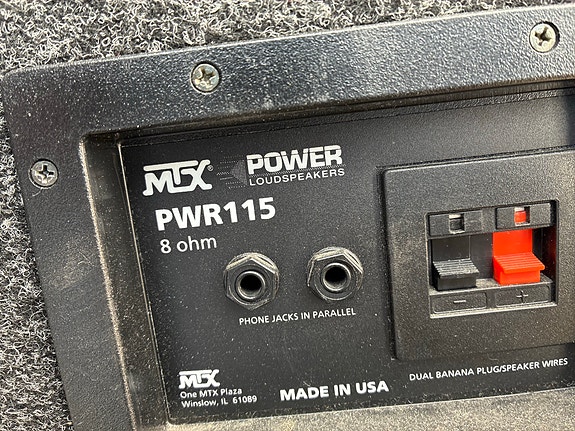 MTX POWER
LOUDSPEAKERS
PWR115
8 ohm
PHONE JACKS IN PARALLEL
- +
DUAL BANANA PLUG/SPEAKER WIRES
MTX
One MTX Plaza
Winslow, IL 61089
MADE IN USA